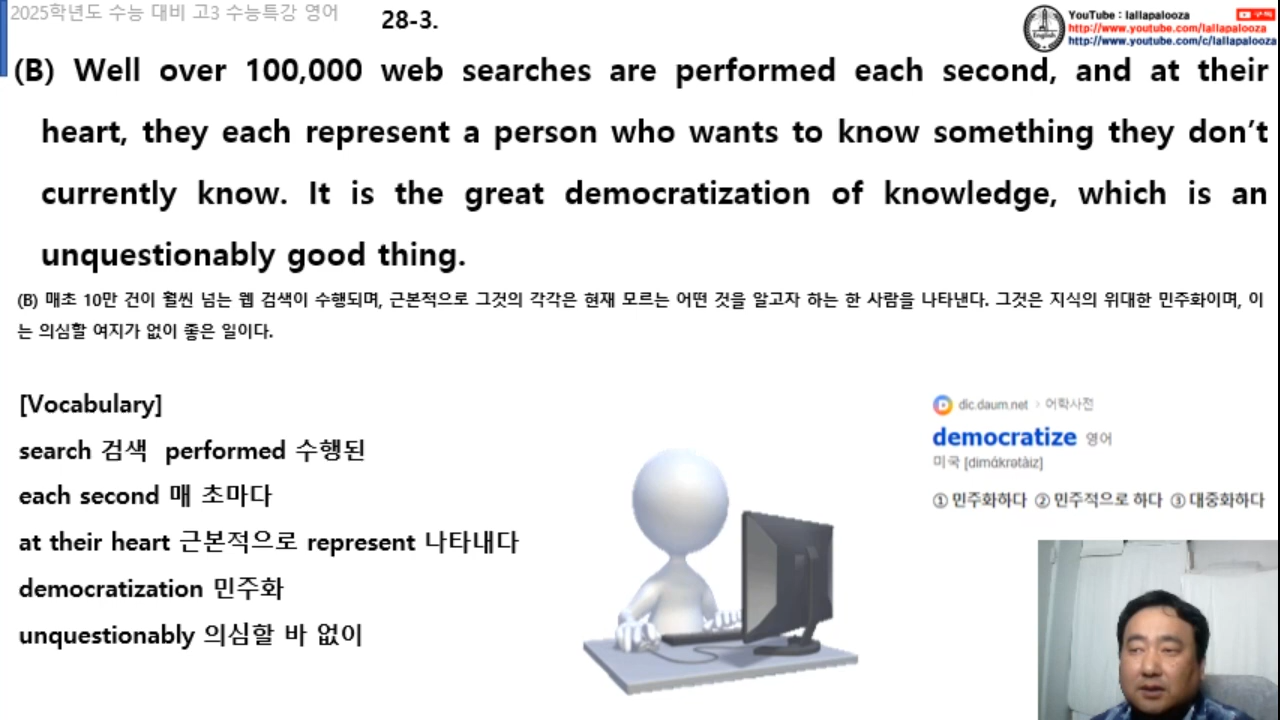 2025학년도 수능 대비 고3 수능특강 영어
28-3.
YouTube : lallapalooza
구독
http://www.youtube.com/lallapalooza
http://www.youtube.com/c/lallapalooza
English
(B) Well over 100,000 web searches are performed each second, and at their
heart, they each represent a person who wants to know something they don’t
currently know. It is the great democratization of knowledge, which is an
unquestionably good thing.
(B) 매초 10만 건이 훨씬 넘는 웹 검색이 수행되며, 근본적으로 그것의 각각은 현재 모르는 어떤 것을 알고자 하는 한 사람을 나타낸다. 그것은 지식의 위대한 민주화이며, 이
는 의심할 여지가 없이 좋은 일이다.
[Vocabulary]
search 검색 performed 수행된
each second 매 초마다
at their heart 근본적으로 represent 나타내다
democratization 민주화
unquestionably 의심할 바 없이
dic.daum.net › 어학사전
democratize 영어
미국 [dimάkrətàiz]
① 민주화하다 ② 민주적으로 하다 ③ 대중화하다